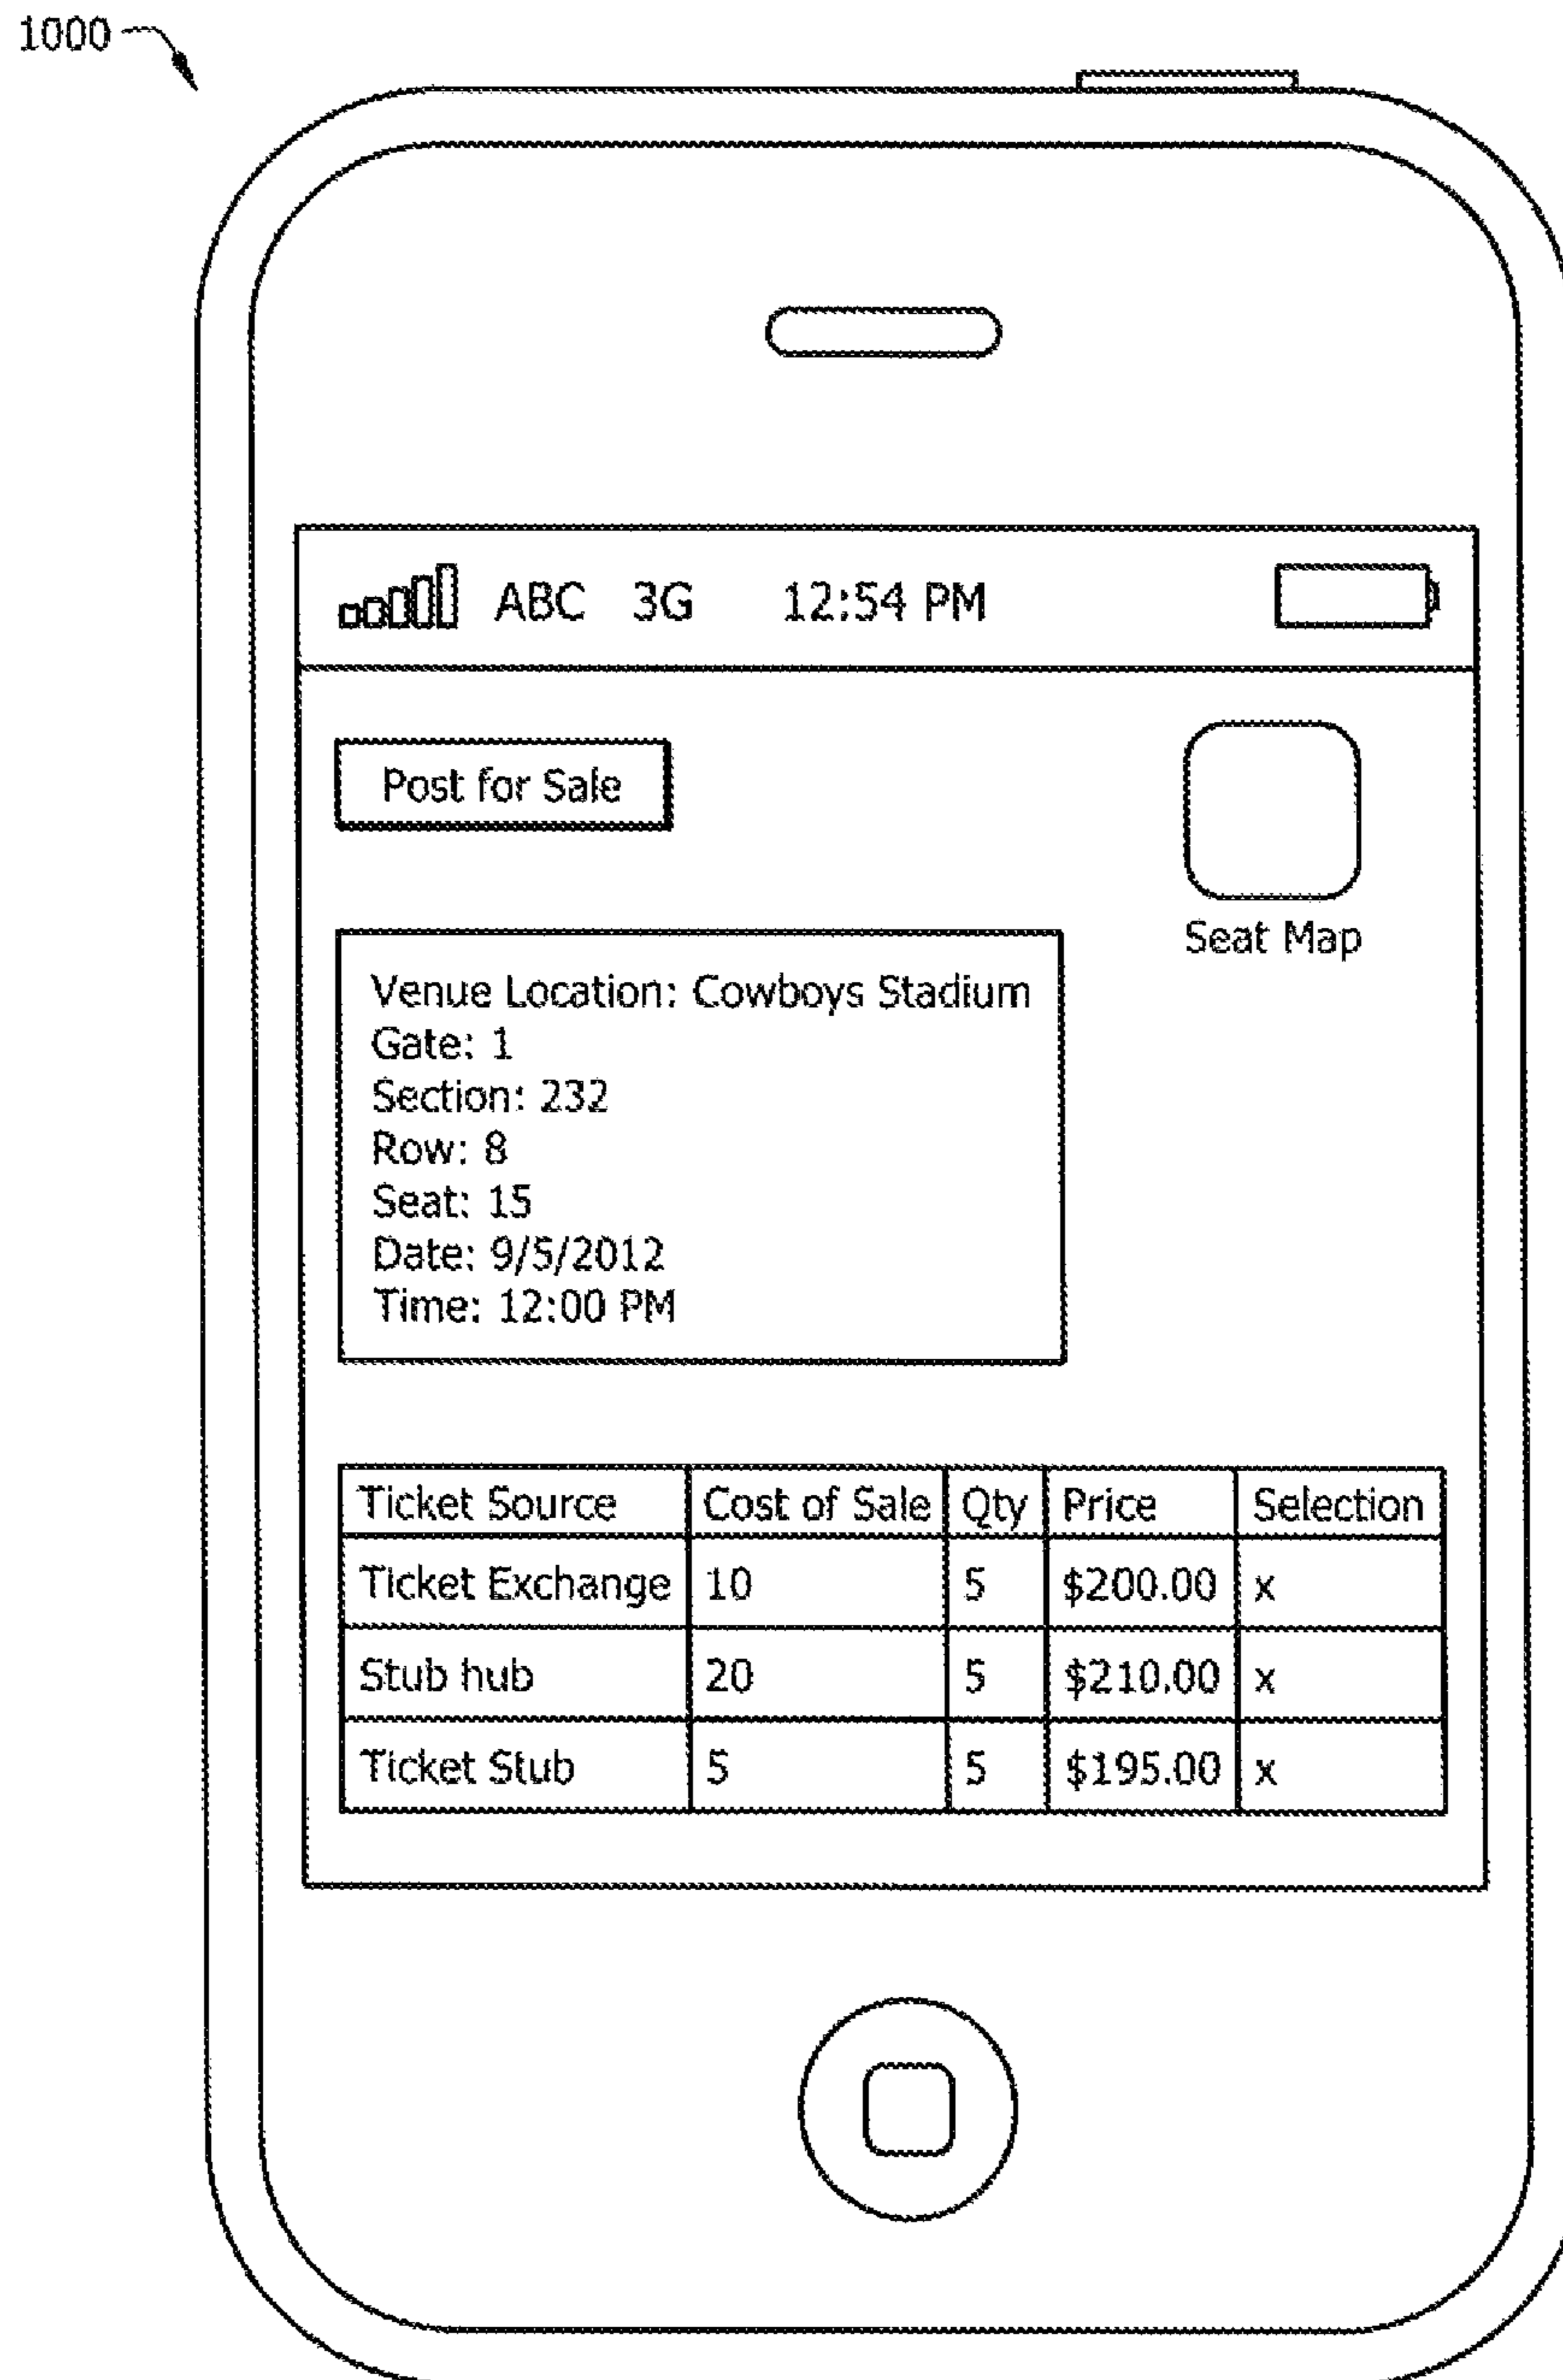 1000
ABC 3G 12:54 PM
Post for Sale
Seat Map
Venue Location: Cowboys Stadium
Gate: 1
Section: 232
Row: 8
Seat: 15
Date: 9/5/2012
Time: 12:00 PM
Ticket Source Cost of Sale Qty Price Selection
Ticket Exchange 10 5 $200.00 x
Stub hub 20 5 $210.00 x
Ticket Stub 5 5 $195.00 x